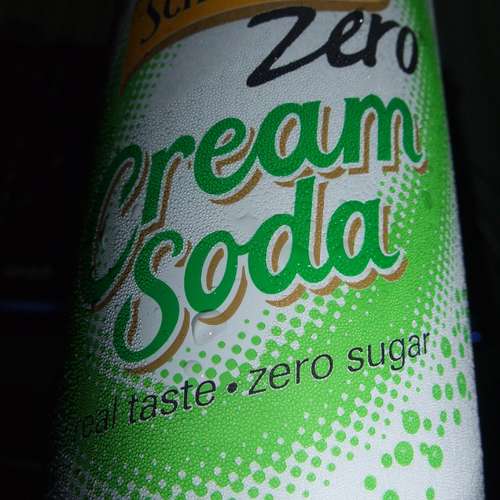 Zero
Cream
Soda
real taste • zero sugar